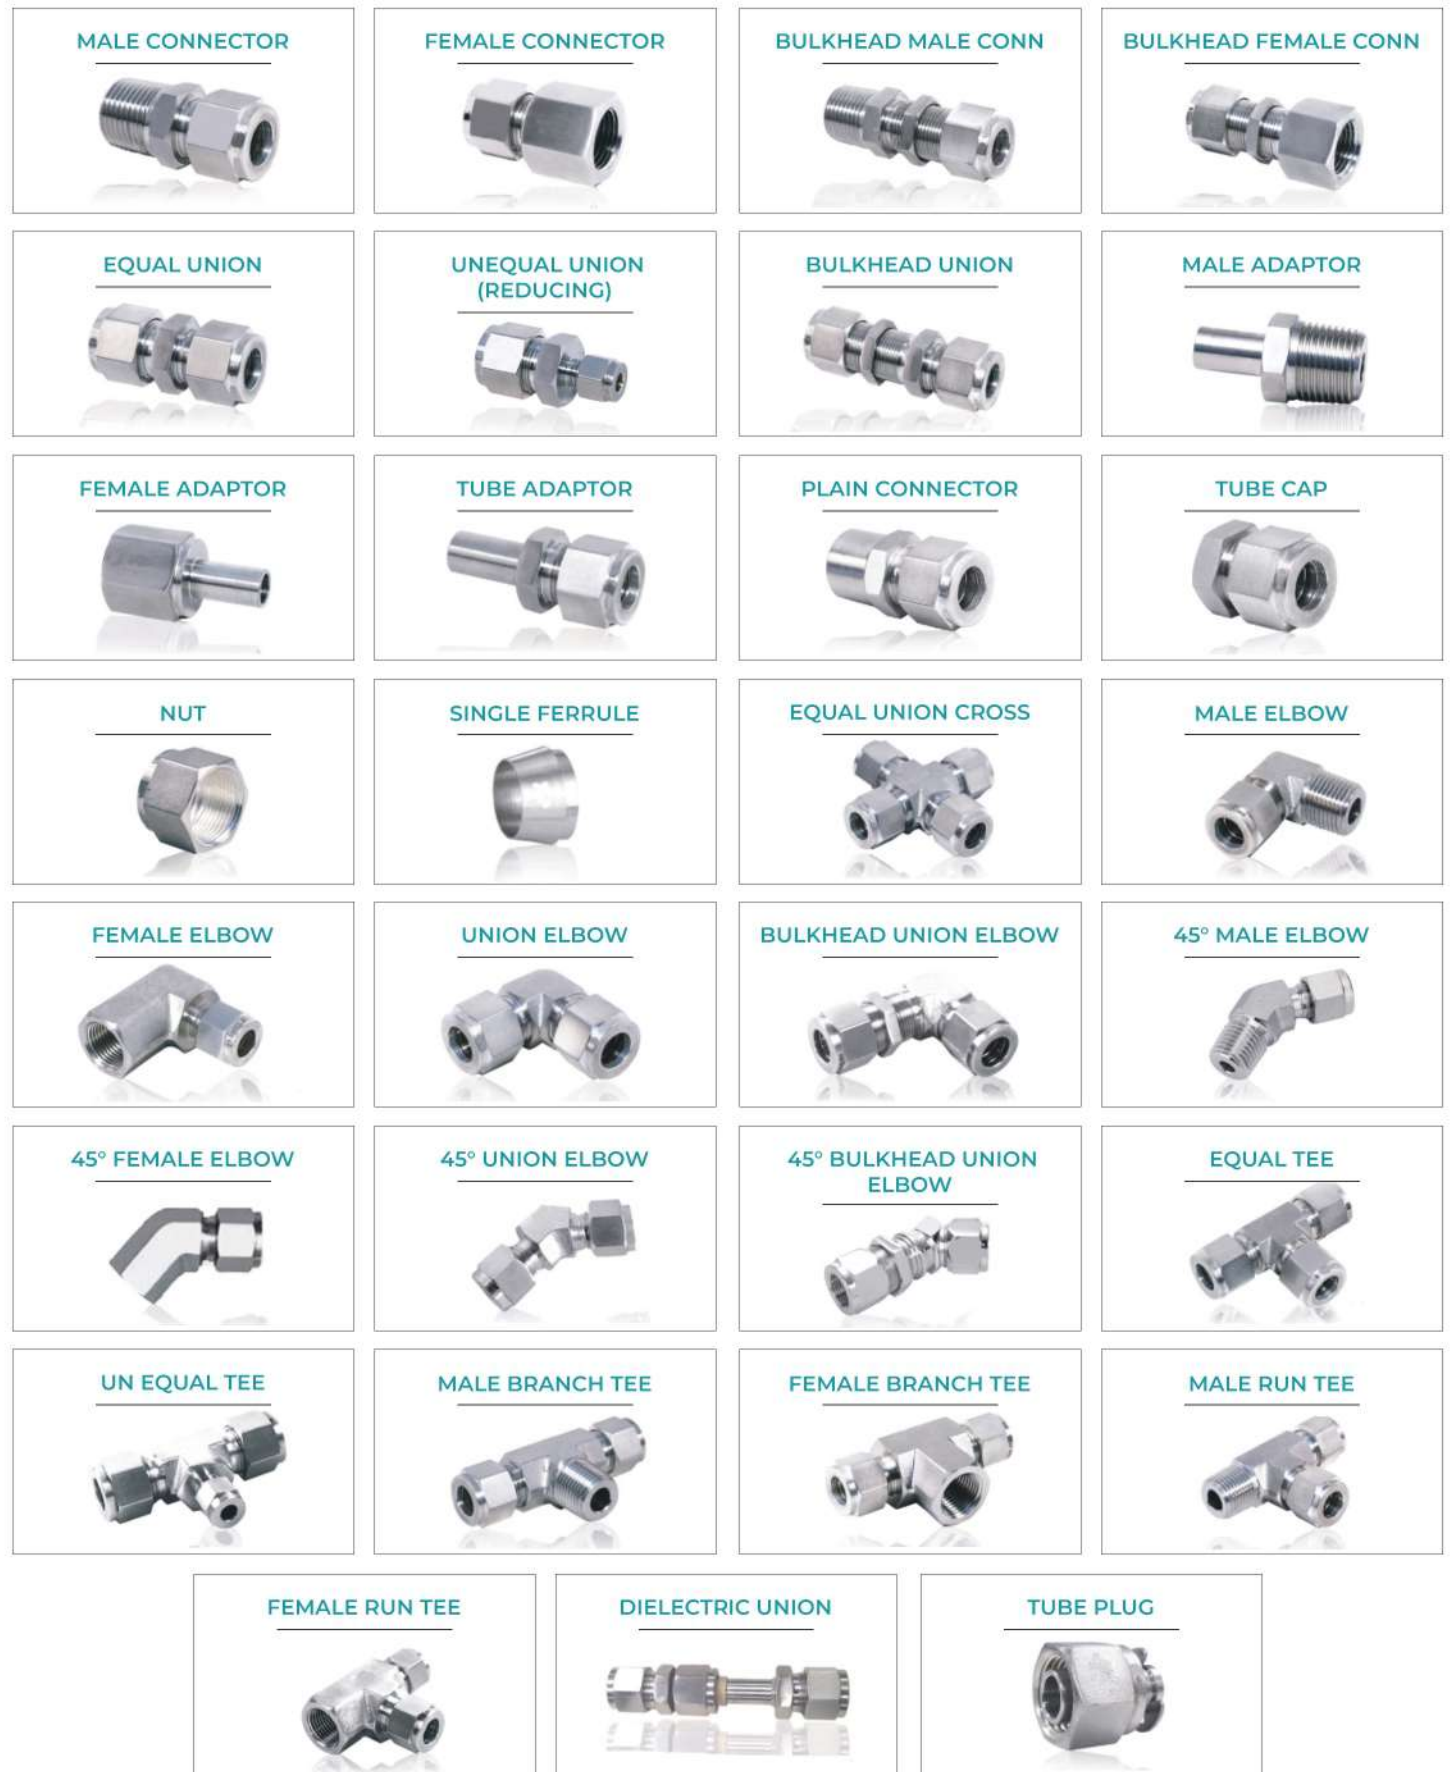 MALE CONNECTOR
FEMALE CONNECTOR
BULKHEAD MALE CONN
BULKHEAD FEMALE CONN
EQUAL UNION
UNEQUAL UNION
(REDUCING)
BULKHEAD UNION
MALE ADAPTOR
FEMALE ADAPTOR
TUBE ADAPTOR
PLAIN CONNECTOR
TUBE CAP
NUT
SINGLE FERRULE
EQUAL UNION CROSS
MALE ELBOW
FEMALE ELBOW
UNION ELBOW
BULKHEAD UNION ELBOW
45° MALE ELBOW
45° FEMALE ELBOW
45° UNION ELBOW
45° BULKHEAD UNION
ELBOW
EQUAL TEE
UN EQUAL TEE
MALE BRANCH TEE
FEMALE BRANCH TEE
MALE RUN TEE
FEMALE RUN TEE
DIELECTRIC UNION
TUBE PLUG